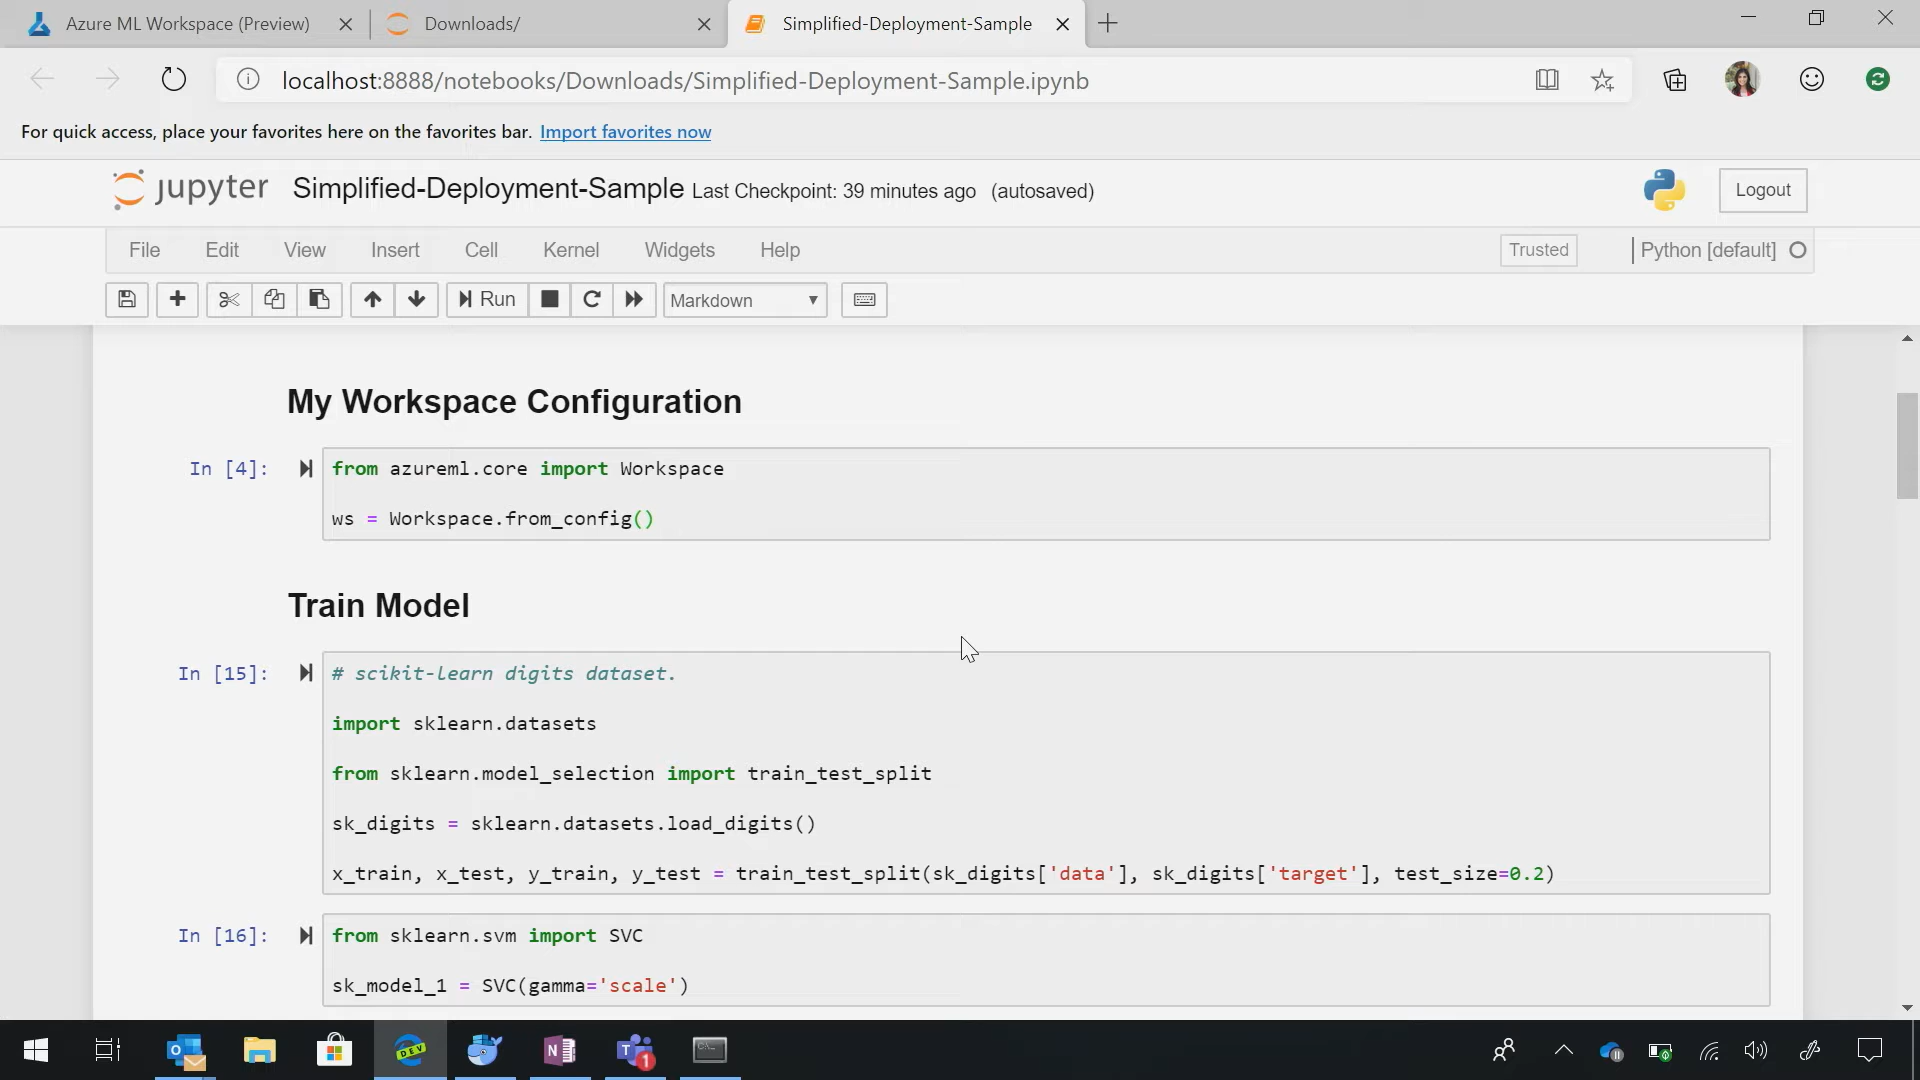 Azure ML Workspace (Preview)
Downloads/
Simplified-Deployment-Sample
localhost:8888/notebooks/Downloads/Simplified-Deployment-Sample.ipynb
For quick access, place your favorites here on the favorites bar. Import favorites now
jupyter Simplified-Deployment-Sample Last Checkpoint: 39 minutes ago (autosaved)
Logout
File Edit View Insert Cell Kernel Widgets Help
Trusted
Python [default]
Run
Markdown
My Workspace Configuration
In [4]:
from azureml.core import Workspace
ws = Workspace.from_config()
Train Model
In [15]:
# scikit-learn digits dataset.
import sklearn.datasets
from sklearn.model_selection import train_test_split
sk_digits = sklearn.datasets.load_digits()
x_train, x_test, y_train, y_test = train_test_split(sk_digits['data'], sk_digits['target'], test_size=0.2)
In [16]:
from sklearn.svm import SVC
sk_model_1 = SVC(gamma='scale')
DEV
1